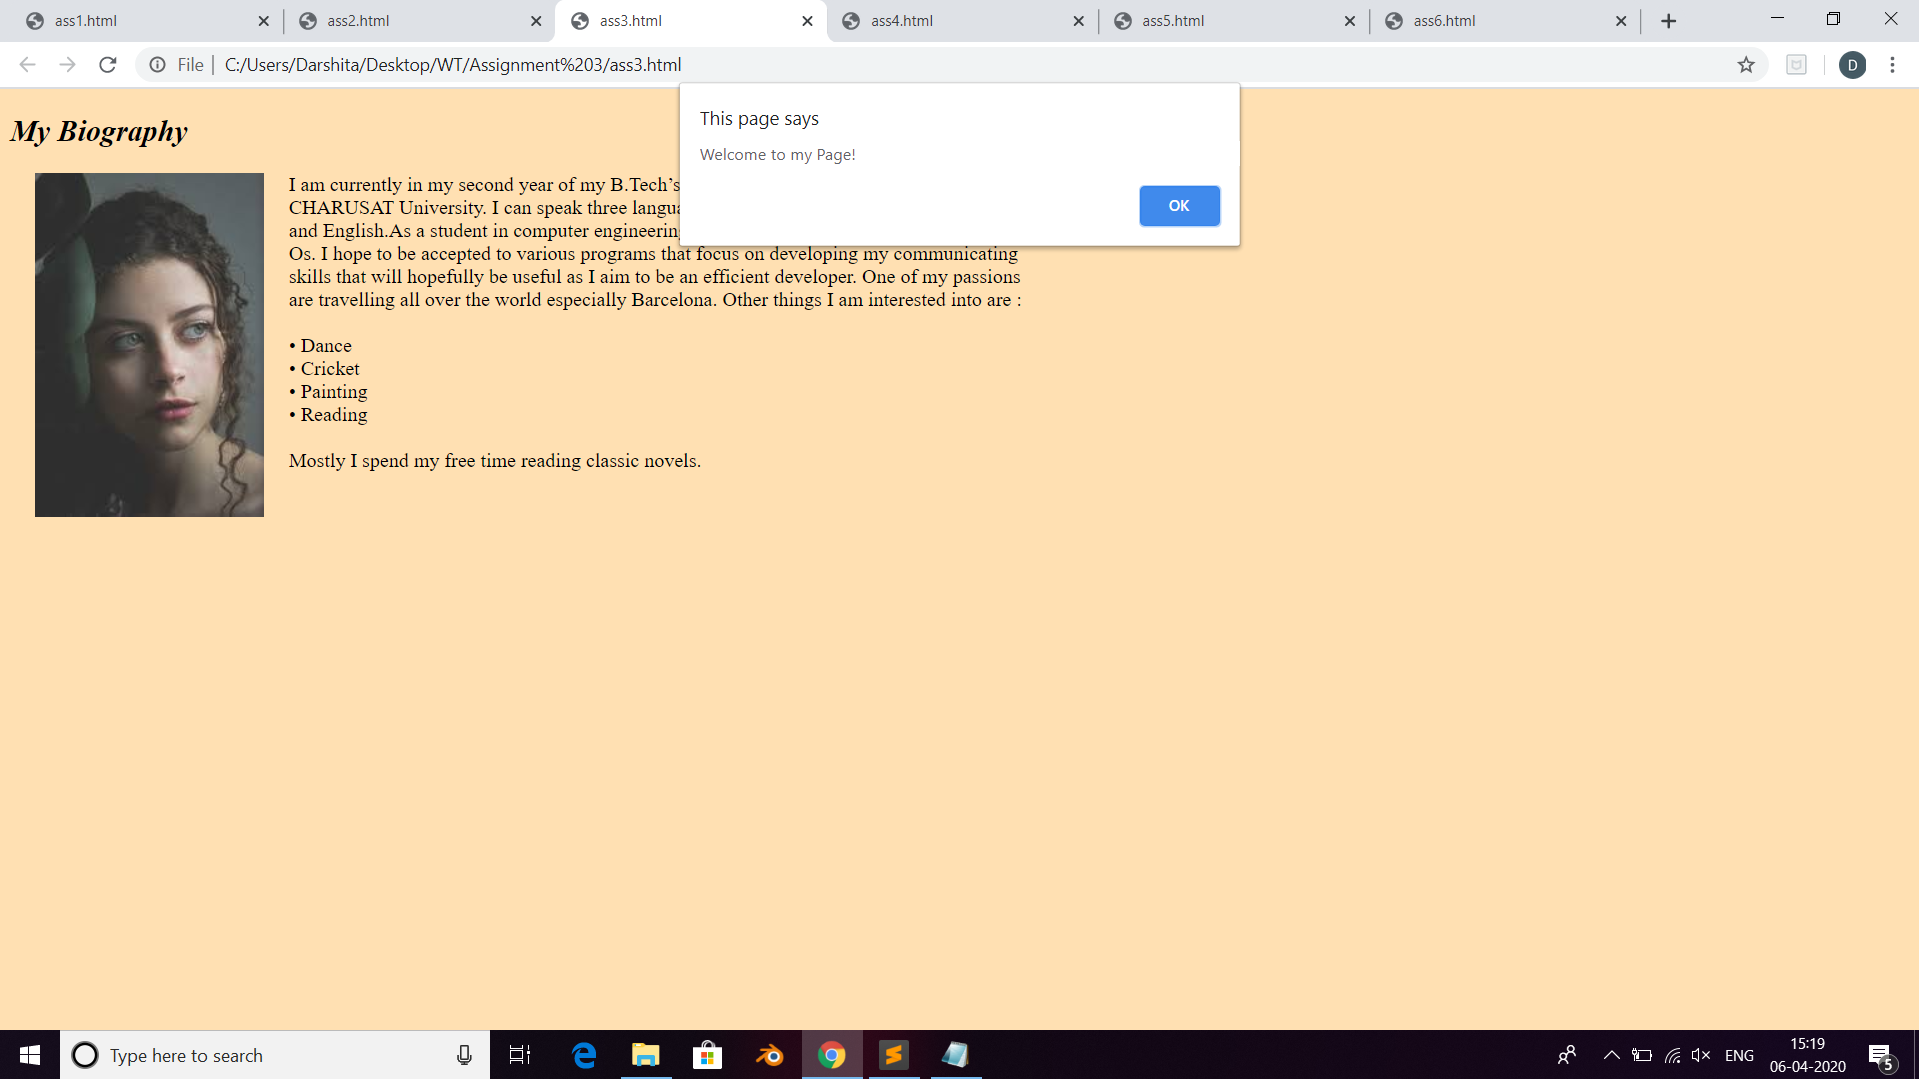 ass1.html
ass2.html
ass3.html
ass4.html
ass5.html
ass6.html
File
C:/Users/Darshita/Desktop/WT/Assignment%203/ass3.html
D
This page says
Welcome to my Page!
OK
My Biography
I am currently in my second year of my B.Tech’s
CHARUSAT University. I can speak three
and English.As a student in computer
Os. I hope to be accepted to various programs that focus on developing my communicating
skills that will hopefully be useful as I aim to be an efficient developer. One of my passions
are travelling all over the world especially Barcelona. Other things I am interested into are :
• Dance
• Cricket
• Painting
• Reading
Mostly I spend my free time reading classic novels.
Type here to search
ENG
15:19
06-04-2020
5